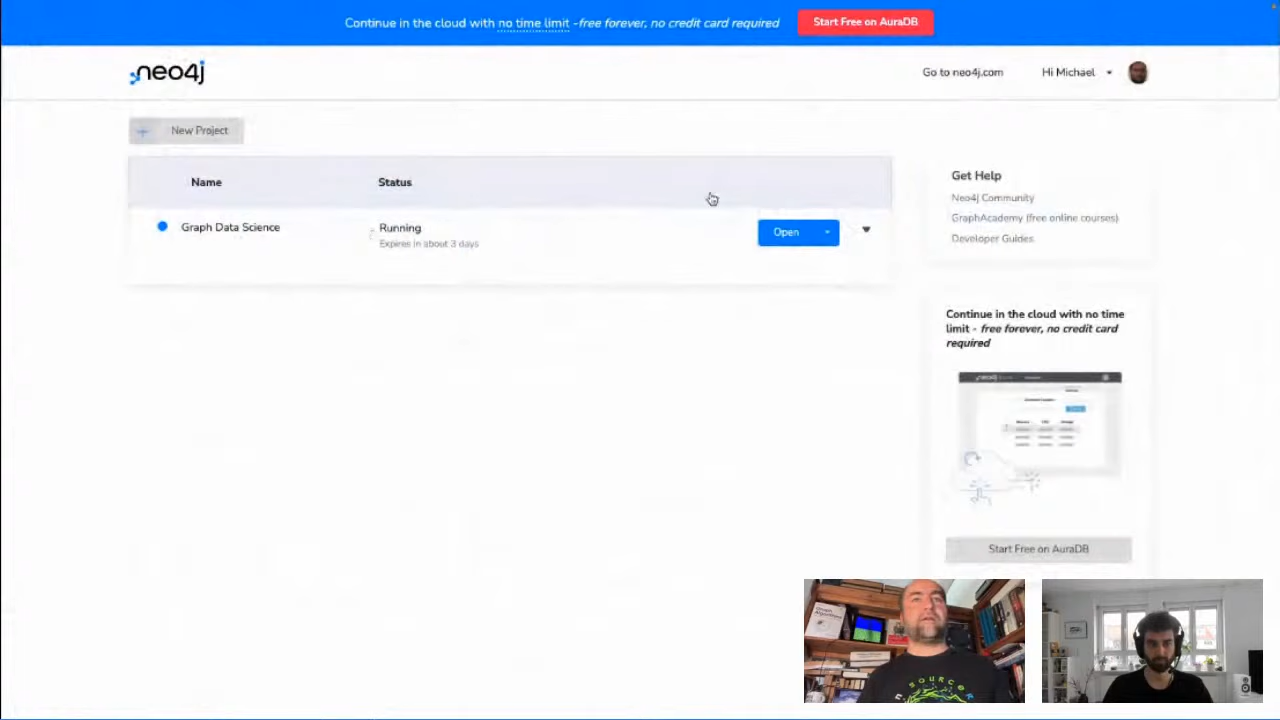 Continue in the cloud with no time limit -free forever, no credit card required
Start Free on AuraDB
neo4j
Go to neo4j.com
Hi Michael
New Project
Name
Status
Graph Data Science
Running
Expires in about 3 days
Open
Get Help
Neo4j Community
GraphAcademy (free online courses)
Developer Guides
Continue in the cloud with no time
limit - free forever, no credit card
required
Start Free on AuraDB
Graph
Algorithms
SOURCER